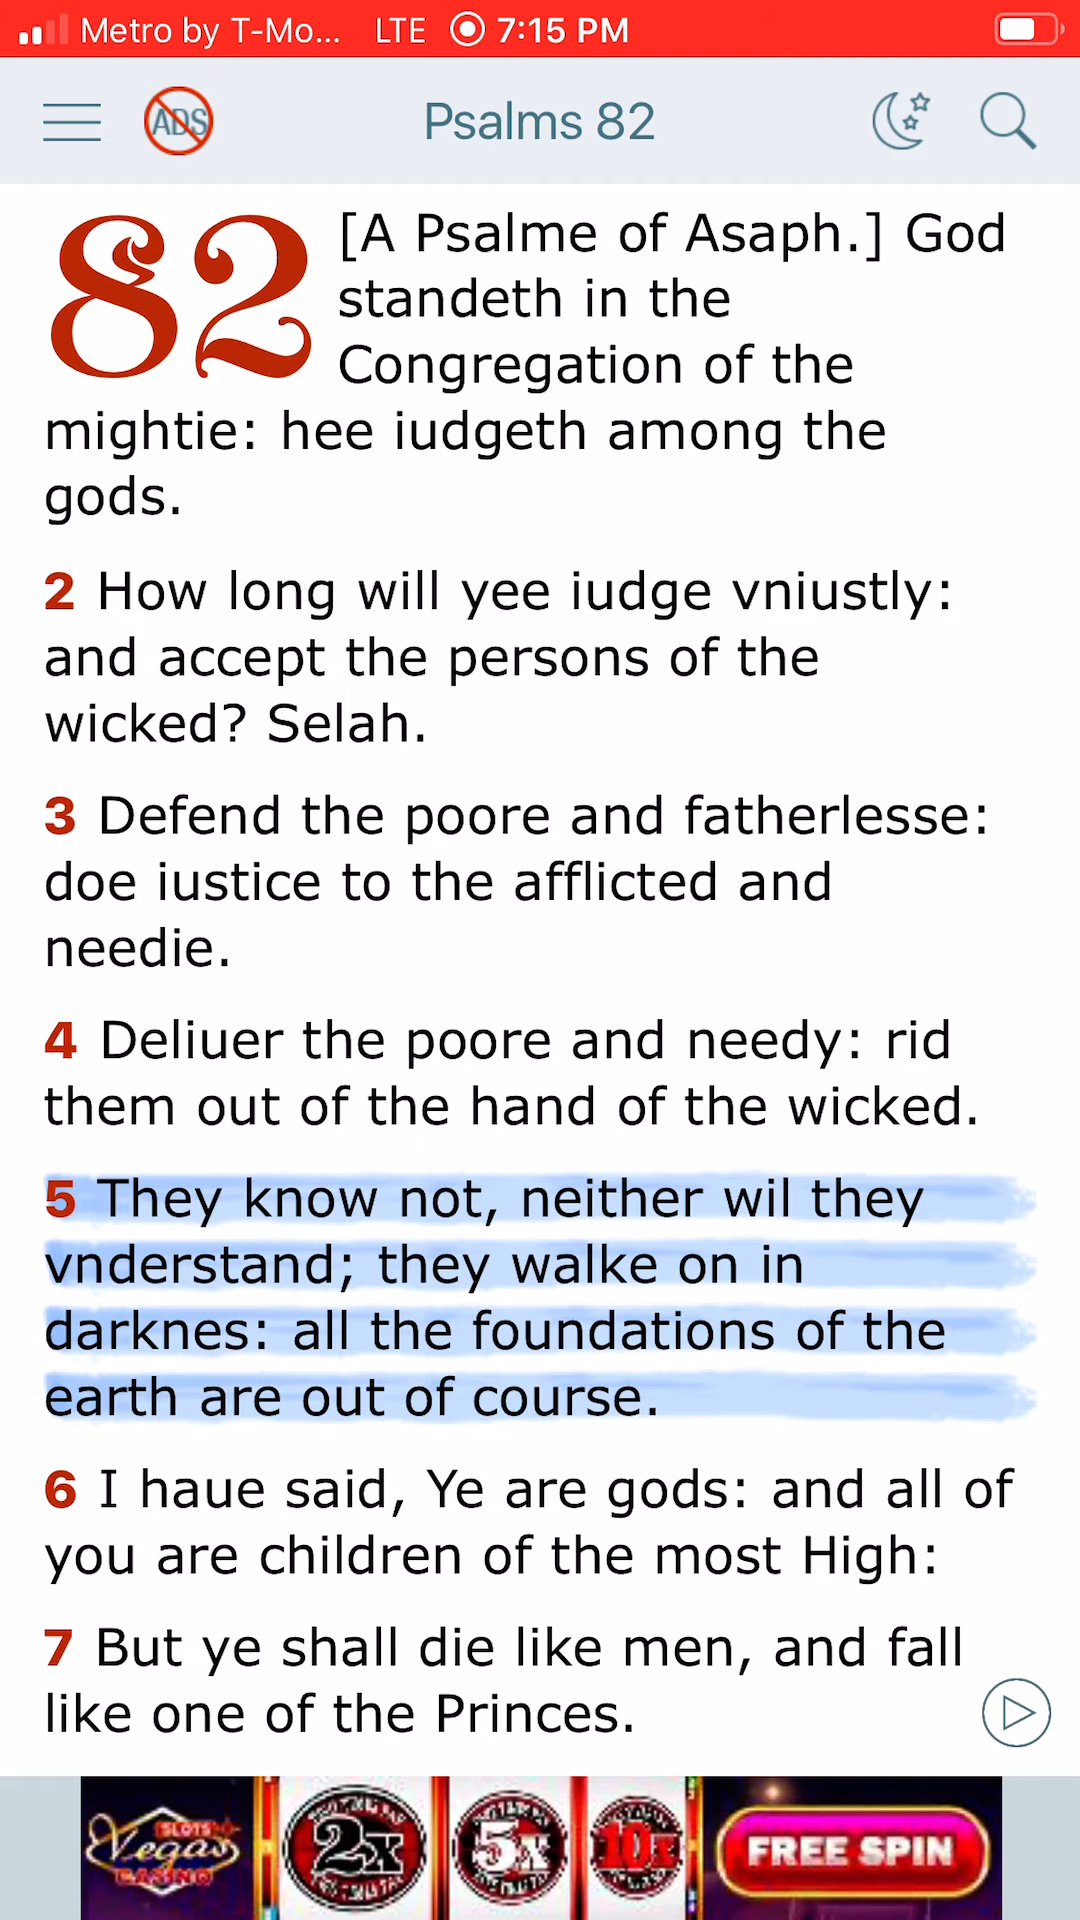 Metro by T-Mo... LTE 7:15 PM
ADS Psalms 82
82 [A Psalme of Asaph.] God
standeth in the
Congregation of the
mightie: hee iudgeth among the
gods.
2 How long will yee iudge vniustly:
and accept the persons of the
wicked? Selah.
3 Defend the poore and fatherlesse:
doe iustice to the afflicted and
needie.
4 Deliuer the poore and needy: rid
them out of the hand of the wicked.
5 They know not, neither wil they
vnderstand; they walke on in
darknes: all the foundations of the
earth are out of course.
6 I haue said, Ye are gods: and all of
you are children of the most High:
7 But ye shall die like men, and fall
like one of the Princes.
SLOTS
Vegas
CASINO
2x 5x 10x FREE SPIN